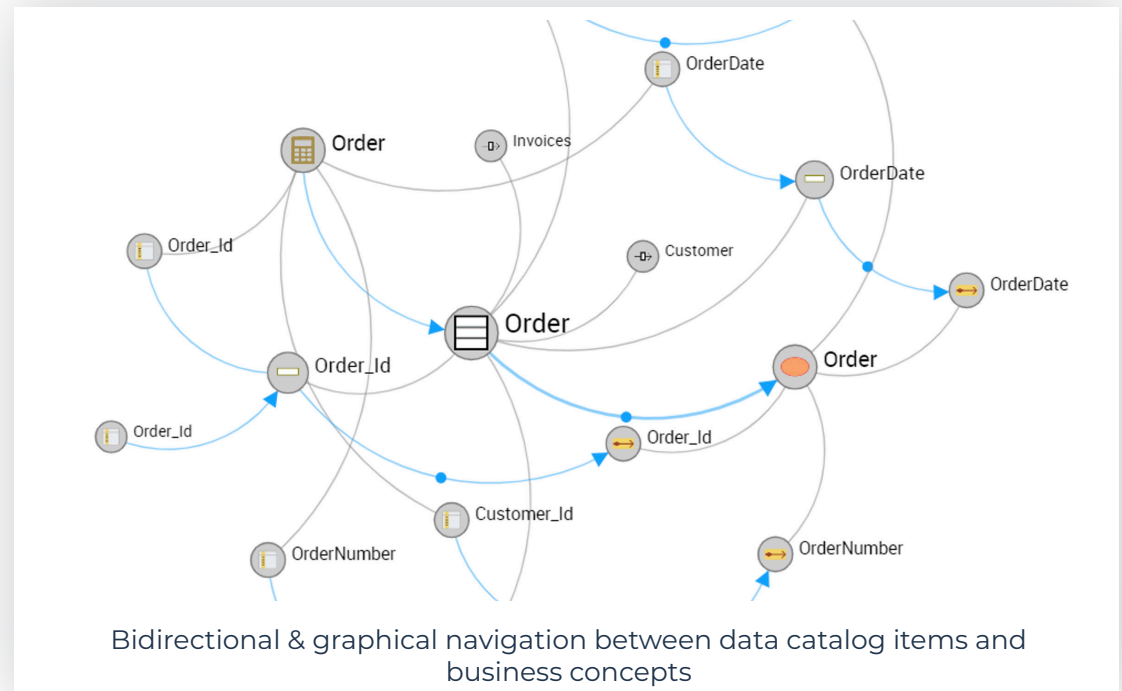 OrderDate
Order
Invoices
OrderDate
Order_Id
Customer
OrderDate
Order
Order
Order_Id
Order_Id
Order_Id
Customer_Id
OrderNumber
OrderNumber
Bidirectional & graphical navigation between data catalog items and
business concepts